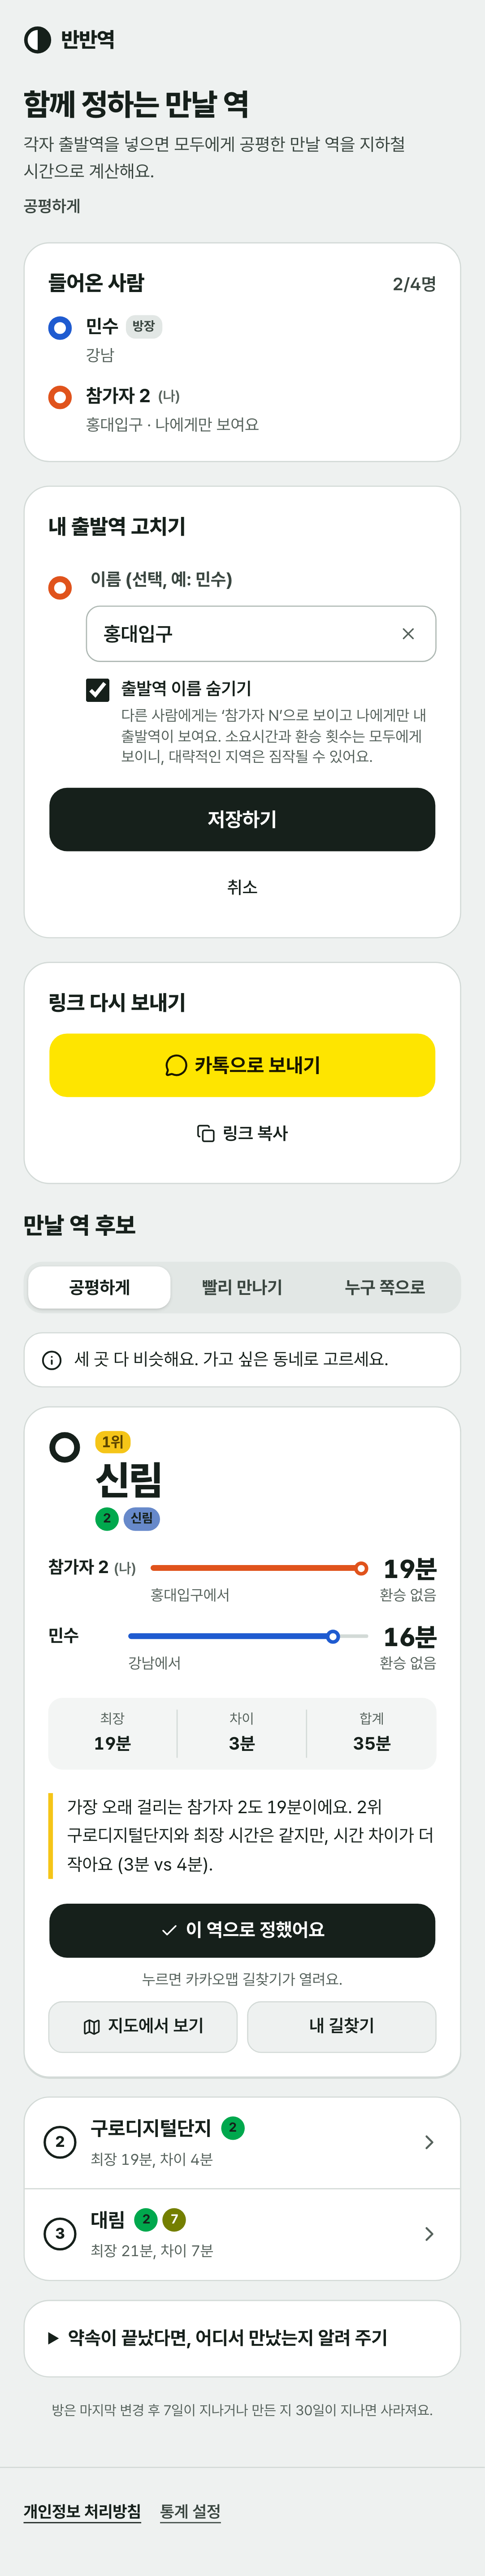 반반역
함께 정하는 만날 역
각자 출발역을 넣으면 모두에게 공평한 만날 역을 지하철
시간으로 계산해요.
공평하게
들어온 사람
2/4명
민수 방장
강남
참가자 2 (나)
홍대입구 · 나에게만 보여요
내 출발역 고치기
이름 (선택, 예: 민수)
홍대입구
출발역 이름 숨기기
다른 사람에게는 ‘참가자 N’으로 보이고 나에게만 내
출발역이 보여요. 소요시간과 환승 횟수는 모두에게
보이니, 대략적인 지역은 짐작될 수 있어요.
저장하기
취소
링크 다시 보내기
카톡으로 보내기
링크 복사
만날 역 후보
공평하게 빨리 만나기 누구 쪽으로
세 곳 다 비슷해요. 가고 싶은 동네로 고르세요.
1위
신림
2 신림
참가자 2 (나) 19분
홍대입구에서 환승 없음
민수 16분
강남에서 환승 없음
최장 차이 합계
19분 3분 35분
가장 오래 걸리는 참가자 2도 19분이에요. 2위
구로디지털단지와 최장 시간은 같지만, 시간 차이가 더
작아요 (3분 vs 4분).
이 역으로 정했어요
누르면 카카오맵 길찾기가 열려요.
지도에서 보기 내 길찾기
2 구로디지털단지 2
최장 19분, 차이 4분
3 대림 2 7
최장 21분, 차이 7분
▶ 약속이 끝났다면, 어디서 만났는지 알려 주기
방은 마지막 변경 후 7일이 지나거나 만든 지 30일이 지나면 사라져요.
개인정보 처리방침 통계 설정